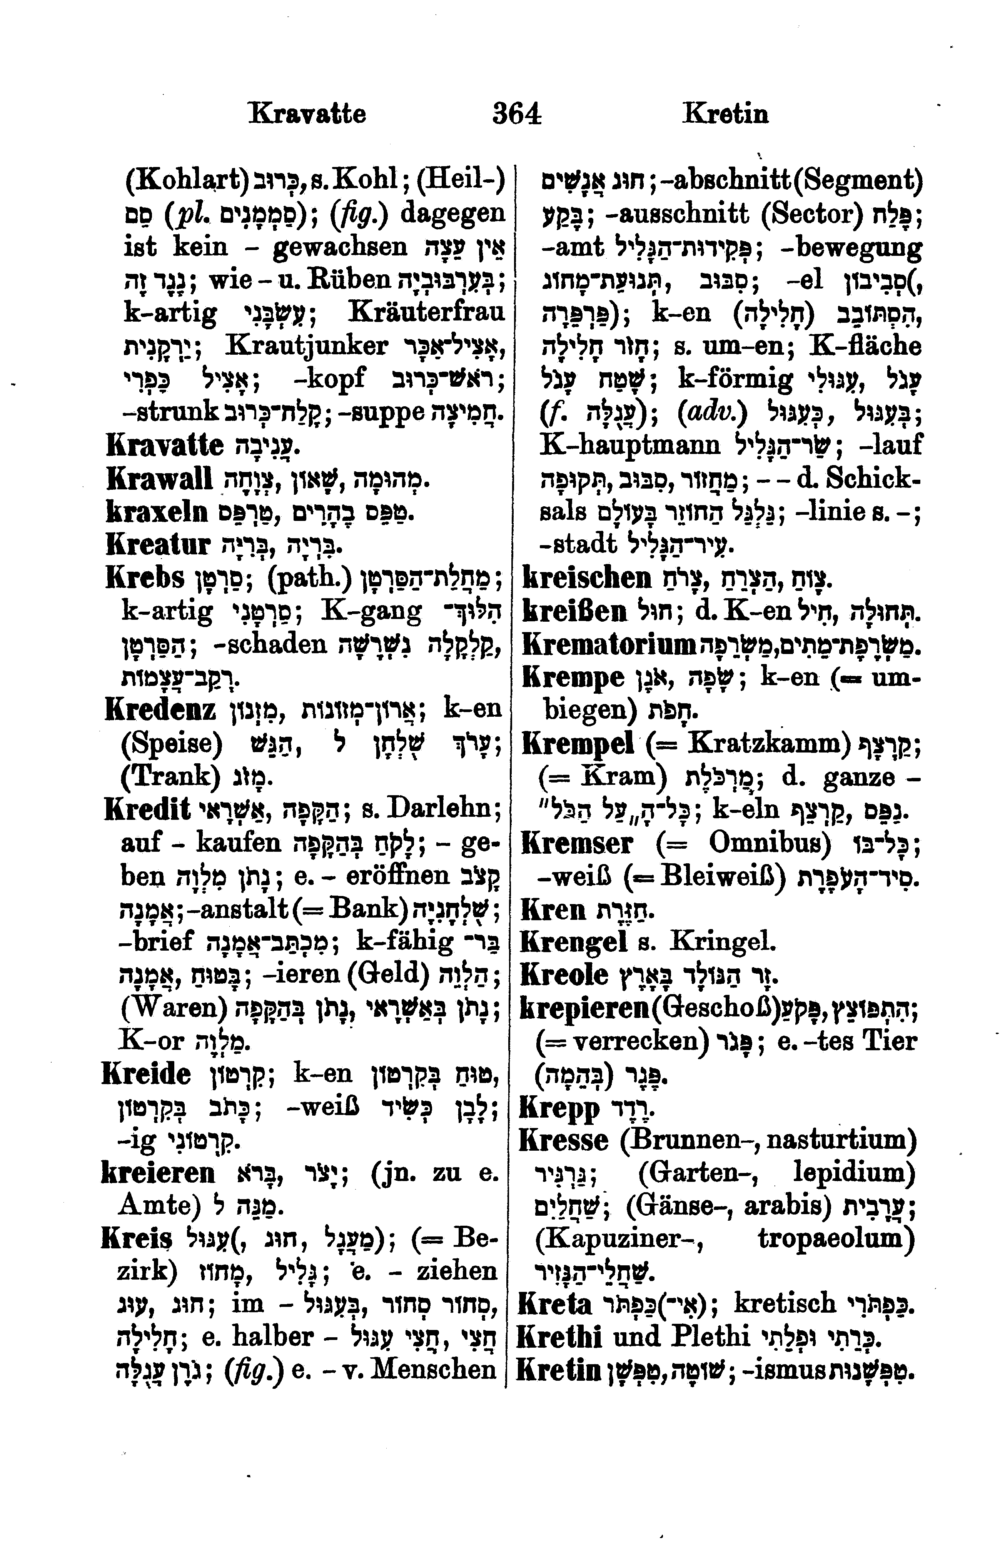 Kravatte 364 Kretin
(Kohlart) כְּרוּב, s. Kohl; (Heil-)
סַם (pl. סַמְמָנִים); (fig.) dagegen
ist kein – gewachsen אֵין עֵצָה
נֶגֶד זֶה; wie – u. Rüben בְּעִרְבּוּבְיָה;
k-artig עִשְׂבָּנִי; Kräuterfrau
יַרְקָנִית; Krautjunker אֲצִיל־אִכָּר,
אֲצִיל כַּפְרִי; -kopf רֹאשׁ־כְּרוּב;
-strunk קֶלַח־כְּרוּב; -suppe חֲמִיצָה.
Kravatte עֲנִיבָה.
Krawall מְהוּמָה, שָׁאוֹן, צְוָחָה.
kraxeln טַפֵּס בֶּהָרִים, טַרְפֵּס.
Kreatur בְּרִיָּה, בִּרְיָה.
Krebs סַרְטָן; (path.) מַחֲלַת־הַסַּרְטָן;
k-artig סַרְטָנִי; K-gang הִלּוּךְ־
הַסַּרְטָן; -schaden קַלְקָלָה נִשְׁרָשָׁה,
רְקַב־עֲצָמוֹת.
Kredenz מִזְנוֹן, אֲרוֹן־מְזוֹנוֹת; k-en
(Speise) הַגֵּשׁ, עָרֹךְ שֻׁלְחָן לְ;
(Trank) מָזֹג.
Kredit אַשְׁרַאי, הַקָּפָה; s. Darlehn;
auf – kaufen לָקֹחַ בְּהַקָּפָה; – ge-
ben נָתֹן מִלְוָה; e. – eröffnen קָצֹב
אֲמָנָה; -anstalt (= Bank) שֻׁלְחָנִיָּה;
-brief מִכְתַּב־אֲמָנָה; k-fähig בַּר־
אֲמָנָה, בָּטוּחַ; -ieren (Geld) הַלְוֵה;
(Waren) נָתֹן בְּאַשְׁרַאי, נָתֹן בְּהַקָּפָה;
K-or מַלְוֶה.
Kreide קִרְטוֹן; k-en טוּחַ בְּקִרְטוֹן,
כָּתֹב בְּקִרְטוֹן; -weiß לָבָן כְּשִׂיד;
-ig קִרְטוֹנִי.
kreieren בָּרֹא, יָצֹר; (jn. zu e.
Amte) מַנֵּה לְ.
Kreis עִגּוּל(, חוּג, מַעְגָּל); (= Be-
zirk) מָחוֹז, גָּלִיל; e. – ziehen
חוּג, עוּג; im – בְּעִגּוּל, סְחוֹר סְחוֹר,
חֲלִילָה; e. halber – חֲצִי עִגּוּל, חֲצִי
גֹּרֶן עֲגֻלָּה; (fig.) e. – v. Menschen
חוּג אֲנָשִׁים; -abschnitt (Segment)
בֶּקַע; -ausschnitt (Sector) פֶּלַח;
-amt פְּקִידוּת־הַגָּלִיל; -bewegung
סִבּוּב, תְּנוּעַת־מָחוֹג; -el סְבִיבוֹן(,
פַּרְפָּרָה); k-en הִסְתּוֹבֵב (חֲלִילָה),
חָזֹר חֲלִילָה; s. um-en; K-fläche
שֶׁטַח עָגֹל; k-förmig עִגּוּלִי, עָגֹל
(f. עֲגֻלָּה); (adv.) כְּעִגּוּל, בְּעִגּוּל;
K-hauptmann שַׂר־הַגָּלִיל; -lauf
מַחֲזוֹר, סִבּוּב, תְּקוּפָה; – – d. Schick-
sals גַּלְגַּל הַחוֹזֵר בָּעוֹלָם; -linie s. –;
-stadt עִיר־הַגָּלִיל.
kreischen צָוֹחַ, הַצְרַח, צָרֹחַ.
kreißen חוּל; d. K-en חִיל, תְּחוּלָה.
Krematorium מִשְׂרְפַת־מֵתִים, מִשְׂרָפָה.
Krempe שָׂפָה, אֹגֶן; k-en (= um-
biegen) חָפֹת.
Krempel (= Kratzkamm) קַרְצָף;
(= Kram) מַרְכֹּלֶת; d. ganze –
כָּל־הָ„עַל הַכֹּל”; k-eln נַפֵּס, קַרְצֵף.
Kremser (= Omnibus) כָּל־בּוֹ;
-weiß (= Bleiweiß) סִיד־הָעֹפֶרֶת.
Kren חֲזֶרֶת.
Krengel s. Kringel.
Kreole זָר הַנּוֹלָד בָּאָרֶץ.
krepieren (Geschoß) הִתְפּוֹצֵץ, פָּקֹעַ;
(= verrecken) פָּגֹר; e. -tes Tier
פֶּגֶר (בְּהֵמָה).
Krepp רְדָד.
Kresse (Brunnen-, nasturtium)
גַּרְגִּיר; (Garten-, lepidium)
שַׁחֲלַיִם; (Gänse-, arabis) עֲרָבִית;
(Kapuziner-, tropaeolum)
שַׁחֲלֵי־הַנָּזִיר.
Kreta כַּפְתֹּר(אִי־); kretisch כַּפְתֹּרִי.
Krethi und Plethi כְּרֵתִי וּפְלֵתִי.
Kretin טִפְּשָׁן, שׁוֹטֶה; -ismus טִפְּשָׁנוּת.